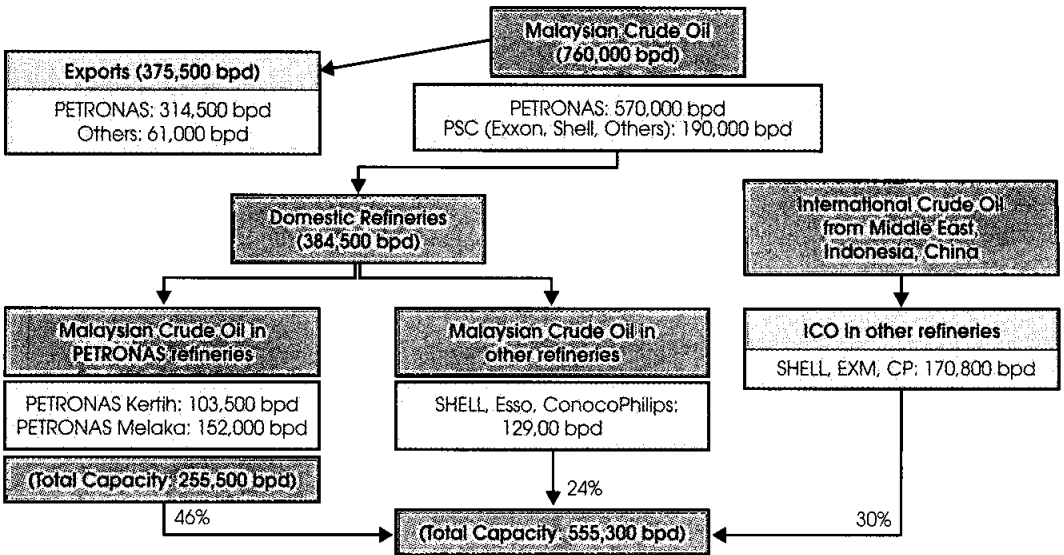 Malaysian Crude Oil
(760,000 bpd)
Exports (375,500 bpd)
PETRONAS: 314,500 bpd
Others: 61,000 bpd
PETRONAS: 570,000 bpd
PSC (Exxon, Shell, Others): 190,000 bpd
Domestic Refineries
(384,500 bpd)
International Crude Oil
from Middle East,
Indonesia, China
Malaysian Crude Oil in
PETRONAS refineries
Malaysian Crude Oil in
other refineries
ICO in other refineries
SHELL, EXM, CP: 170,800 bpd
PETRONAS Kertih: 103,500 bpd
PETRONAS Melaka: 152,000 bpd
SHELL, Esso, ConocoPhilips:
129,00 bpd
(Total Capacity: 255,500 bpd)
24%
46%
(Total Capacity: 555,300 bpd)
30%